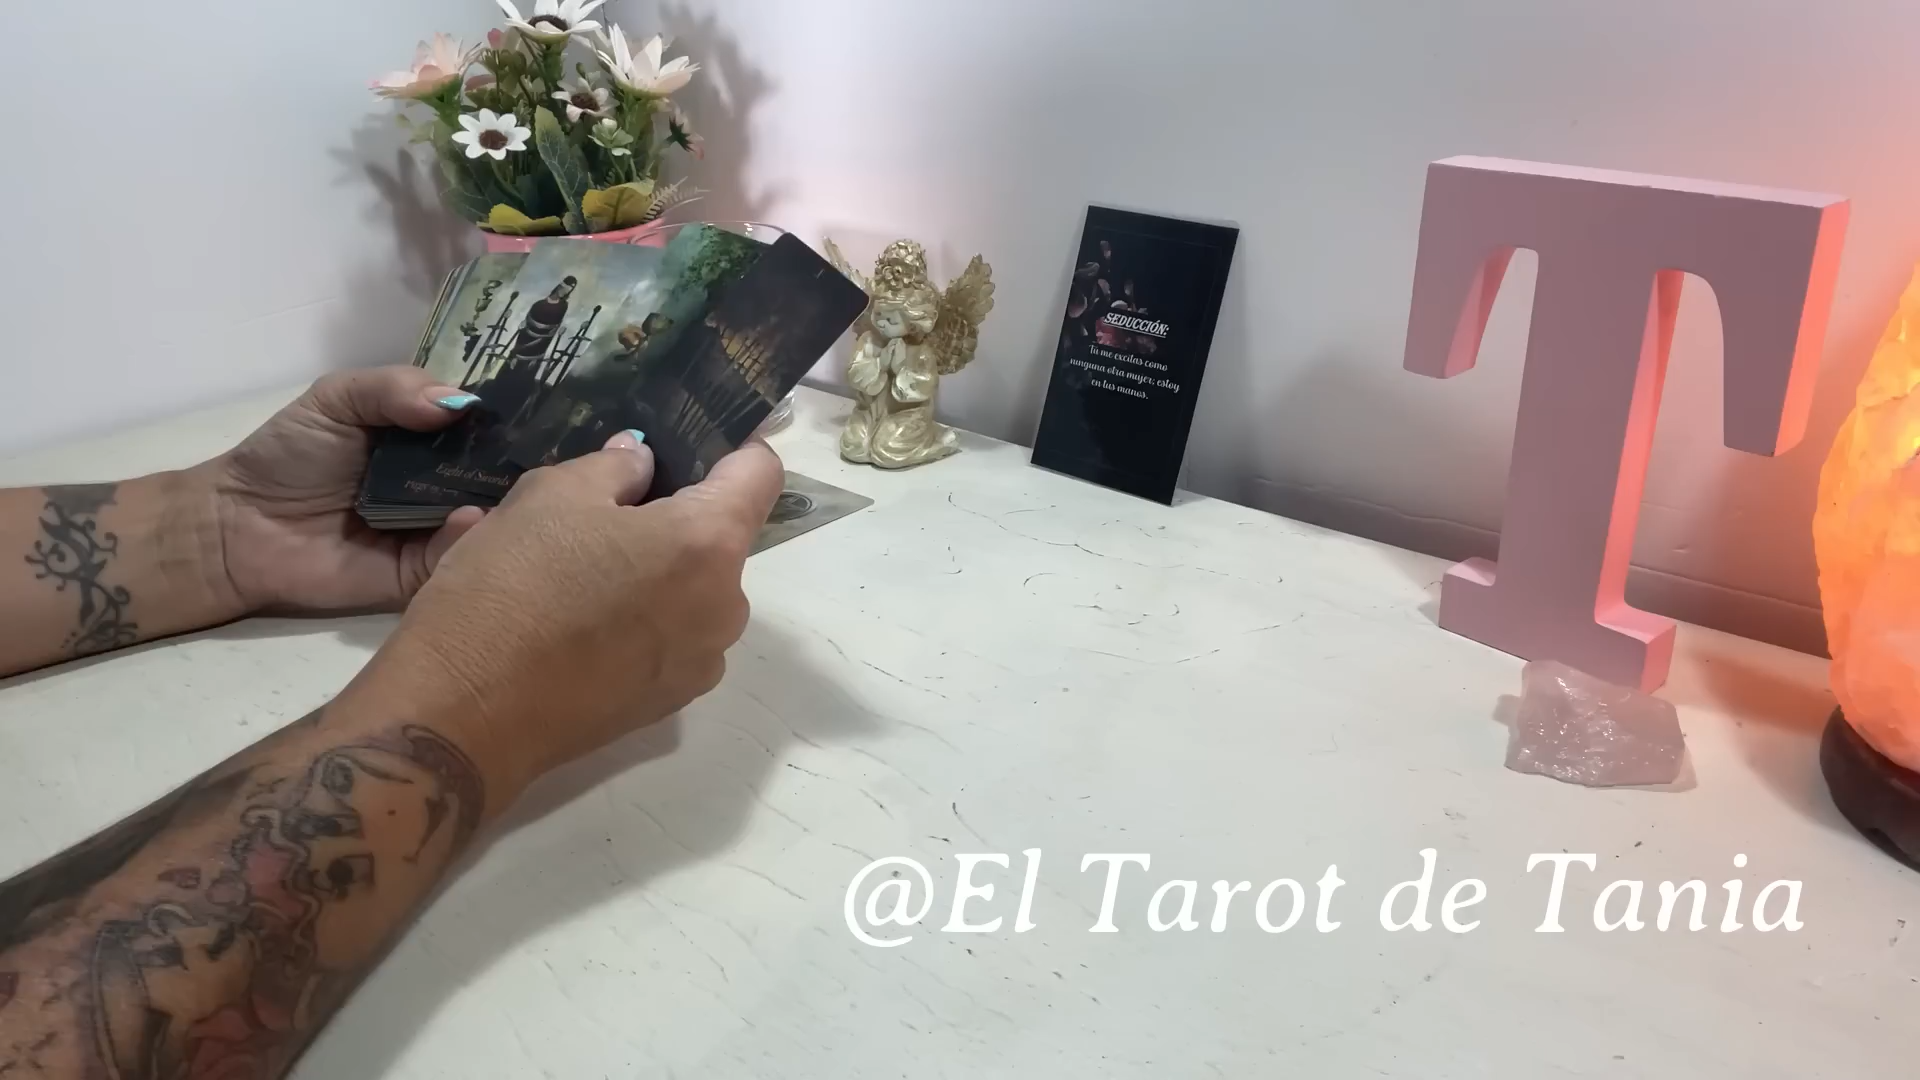 Eight of Swords
SEDUCCIÓN:
Tú me excitas como
ninguna otra mujer; estoy
en tus manos.
T
@El Tarot de Tania